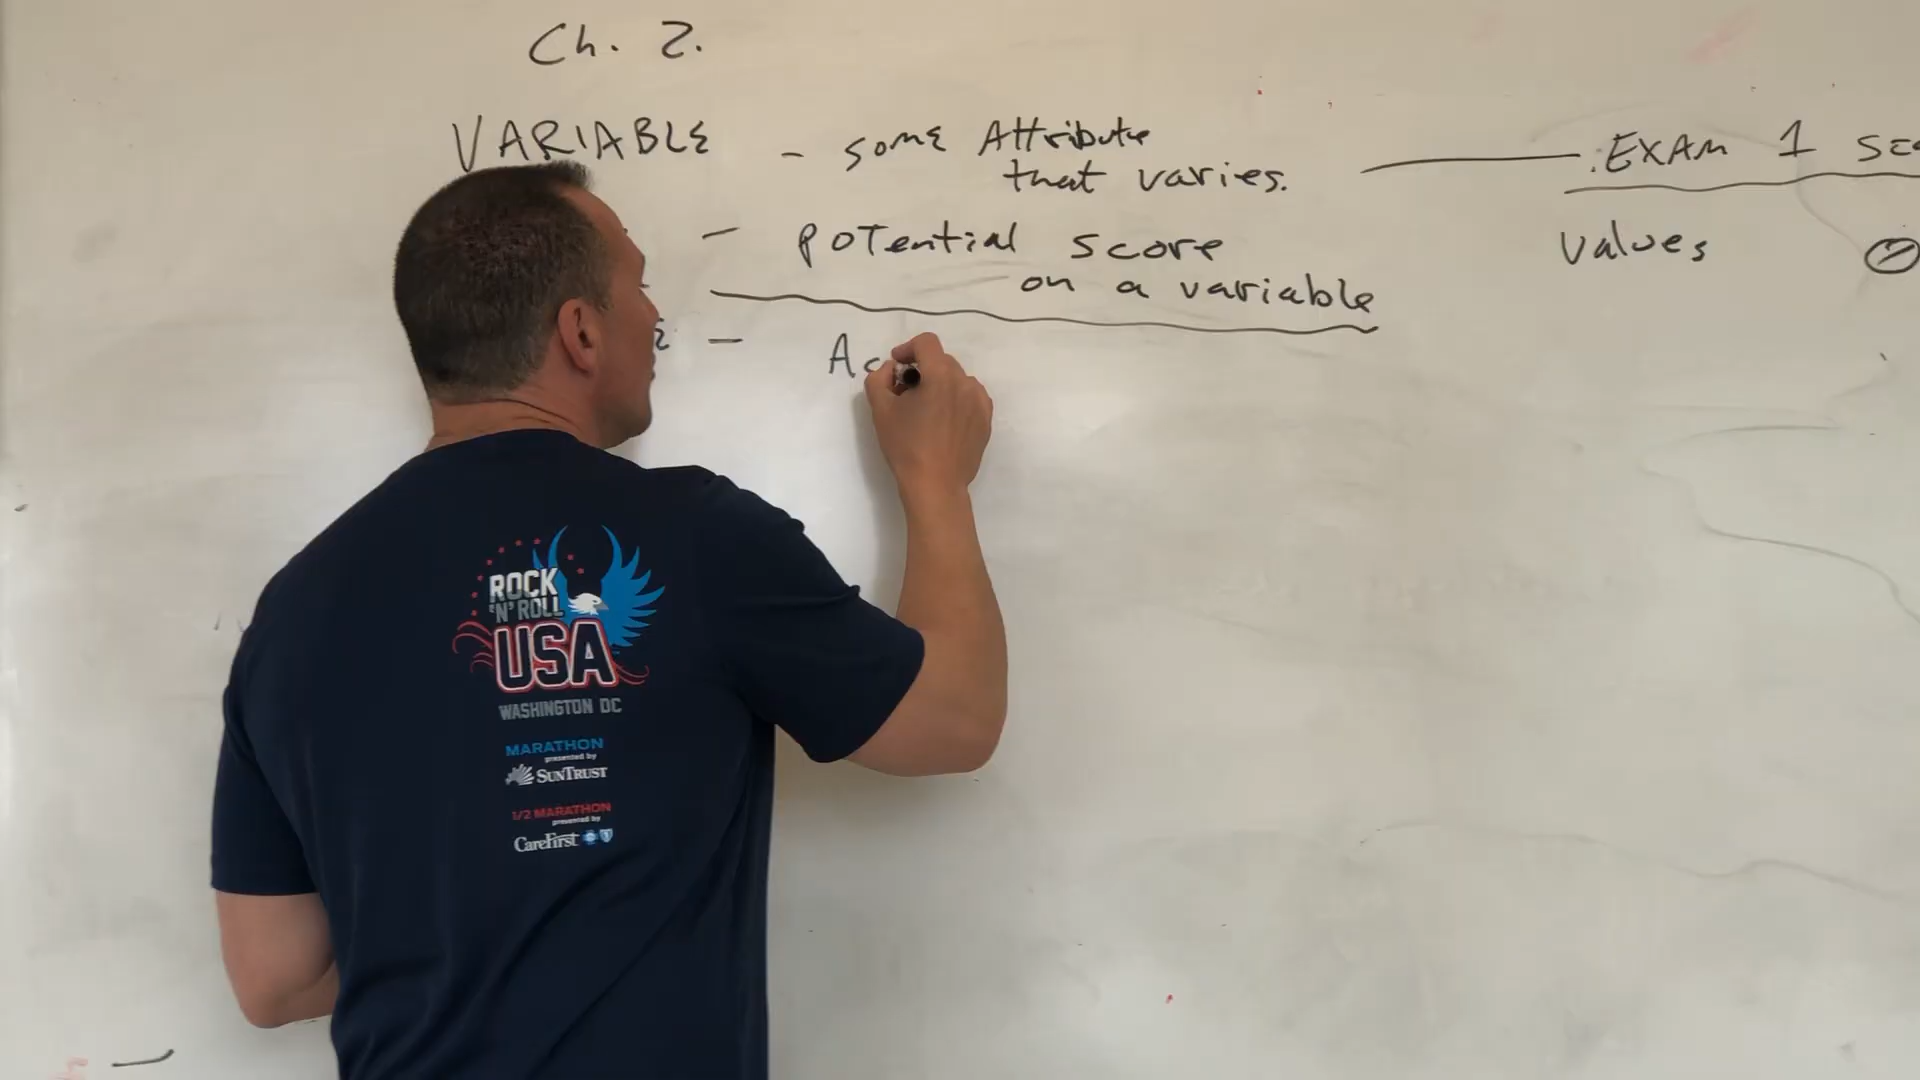 Ch. 2.
VARIABLE - some Attribute
that varies.
EXAM 1
- potential score
on a variable
values
-
ROCK
'N' ROLL
USA
WASHINGTON DC
MARATHON
presented by
SUNTRUST
1/2 MARATHON
presented by
CareFirst